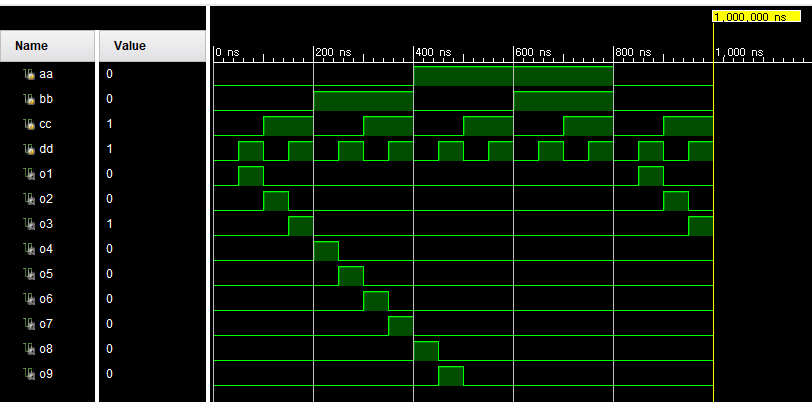 1,000,000 ns
Name Value
0 ns 200 ns 400 ns 600 ns 800 ns 1,000 ns
aa 0
bb 0
cc 1
dd 1
o1 0
o2 0
o3 1
o4 0
o5 0
o6 0
o7 0
o8 0
o9 0